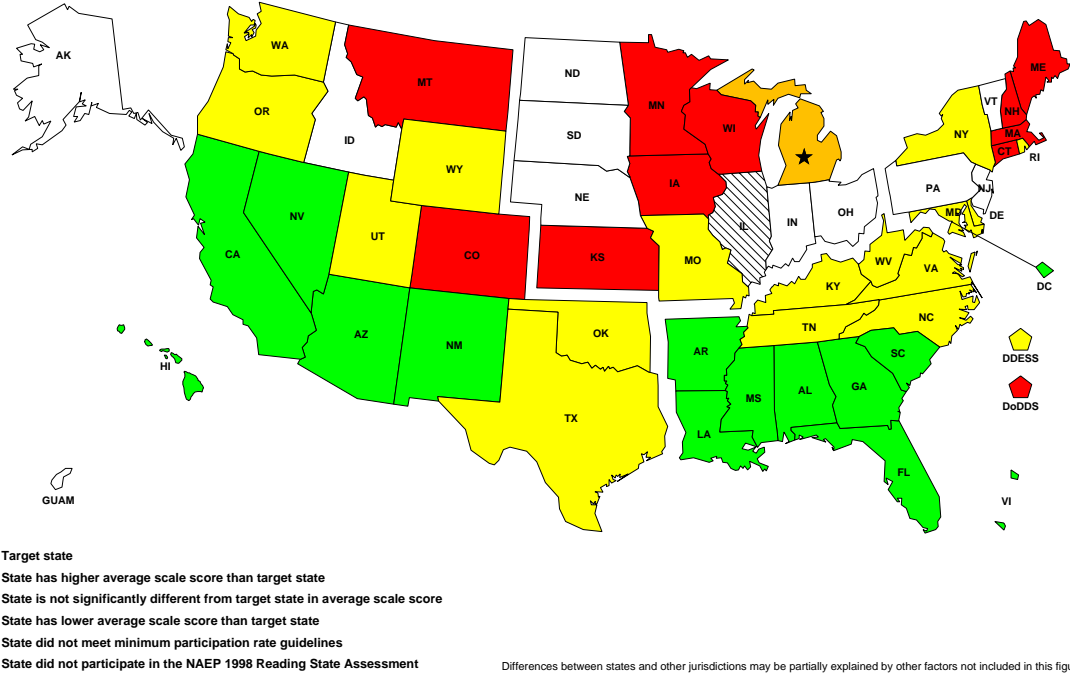 AK
WA
MT
ND
MN
ME
VT
NH
OR
ID
SD
WI
NY
MA
CT
RI
WY
IA
NE
PA
NJ
NV
UT
CO
KS
MO
IL
IN
OH
MD
DE
CA
WV
VA
KY
DC
AZ
NM
OK
TN
NC
AR
SC
HI
MS
AL
GA
DDESS
DoDDS
TX
LA
FL
GUAM
VI
Target state
State has higher average scale score than target state
State is not significantly different from target state in average scale score
State has lower average scale score than target state
State did not meet minimum participation rate guidelines
State did not participate in the NAEP 1998 Reading State Assessment
Differences between states and other jurisdictions may be partially explained by other factors not included in this figu